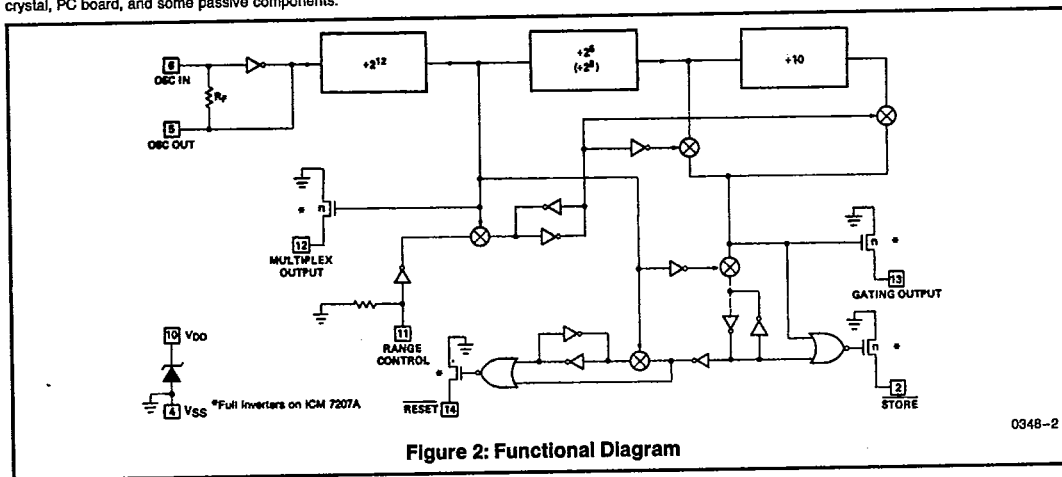 crystal, PC board, and some passive components.
6
OSC IN
RF
5
OSC OUT
÷2¹²
÷2⁶
(÷2⁸)
÷10
* n
12
MULTIPLEX
OUTPUT
n *
13
GATING OUTPUT
11
RANGE
CONTROL
10 VDD
4 VSS
*Full Inverters on ICM 7207A
*
RESET 14
n *
2
STORE
0348–2
Figure 2: Functional Diagram